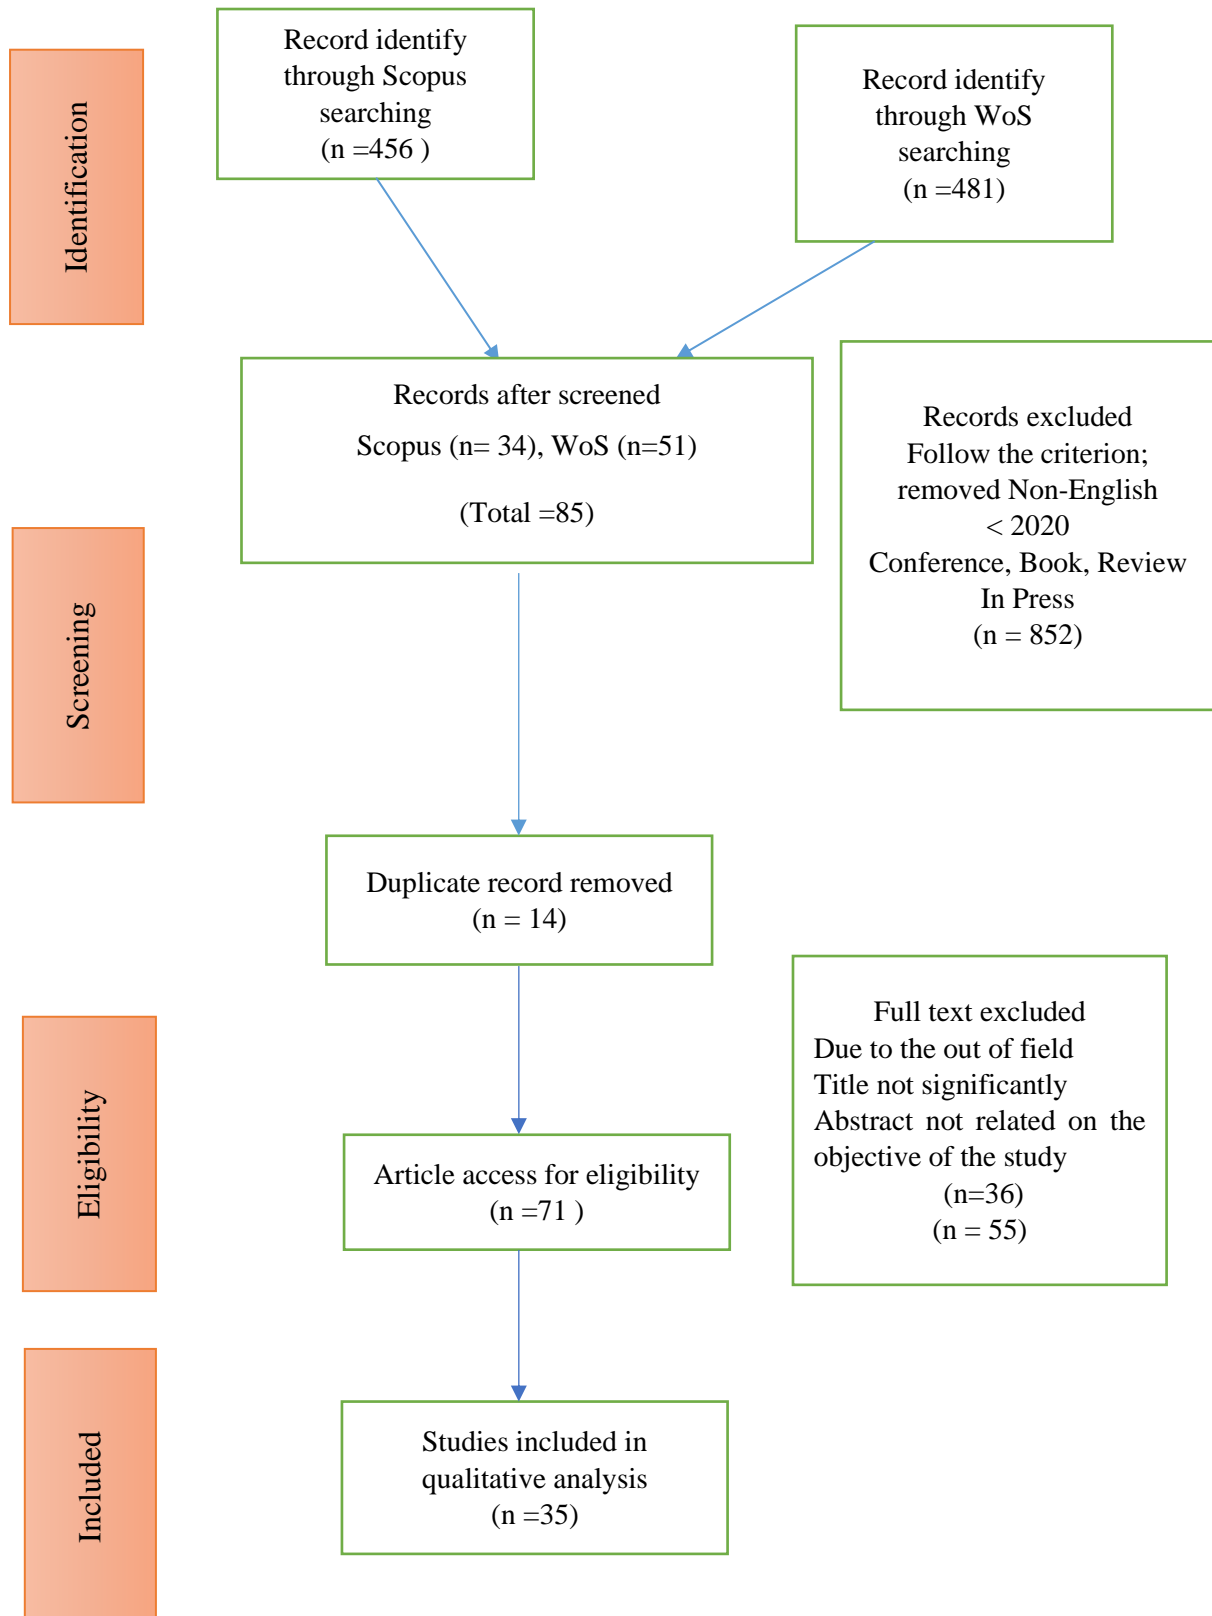 Identification
Record identify
through Scopus
searching
(n =456 )
Record identify
through WoS
searching
(n =481)
Screening
Records after screened
Scopus (n= 34), WoS (n=51)
(Total =85)
Records excluded
Follow the criterion;
removed Non-English
< 2020
Conference, Book, Review
In Press
(n = 852)
Duplicate record removed
(n = 14)
Eligibility
Article access for eligibility
(n =71 )
Full text excluded
Due to the out of field
Title not significantly
Abstract not related on the
objective of the study
(n=36)
(n = 55)
Included
Studies included in
qualitative analysis
(n =35)